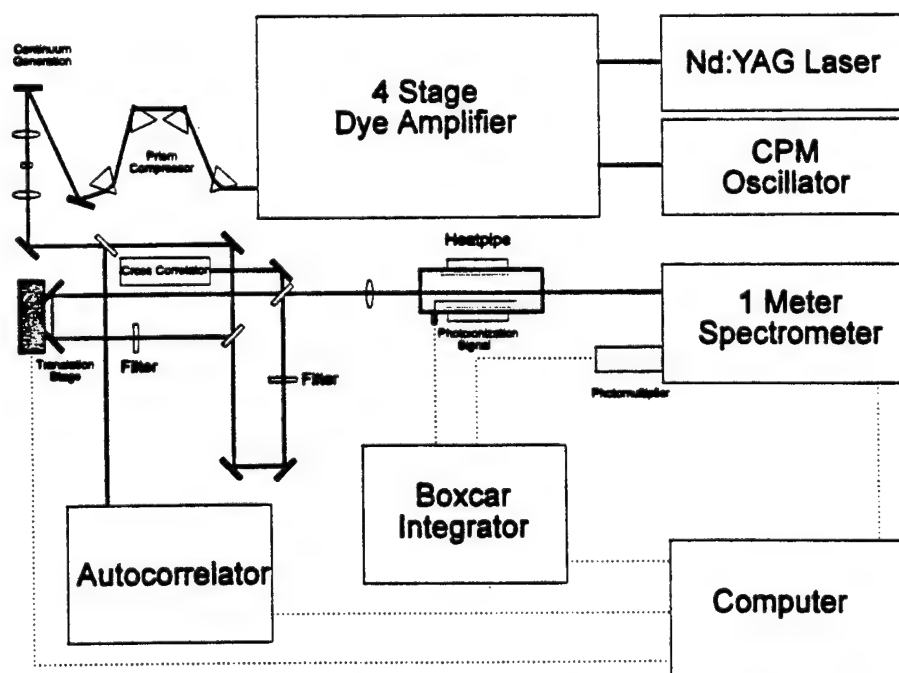 Continuum
Generation
4 Stage
Dye Amplifier
Nd:YAG Laser
CPM
Oscillator
Prism
Compressor
Cross Correlator
Heatpipe
Photoionization
Signal
1 Meter
Spectrometer
Translation
Stage
Filter
Filter
Photomultiplier
Boxcar
Integrator
Autocorrelator
Computer